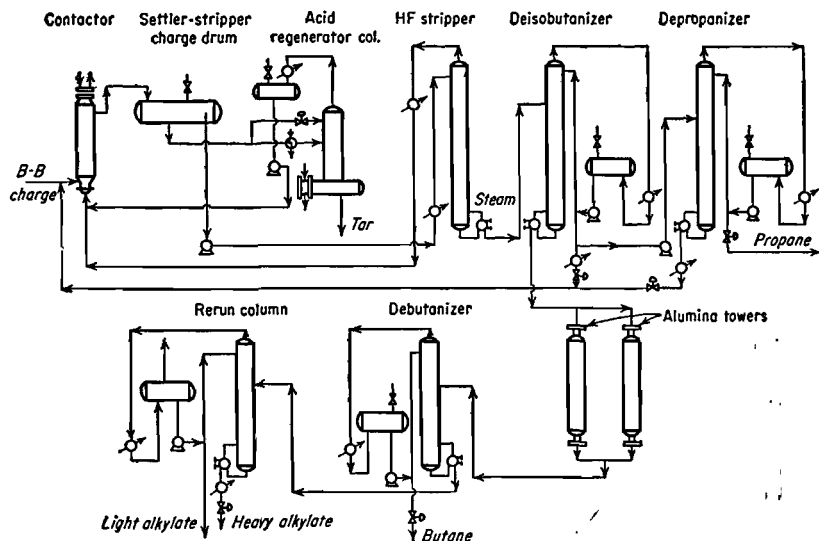 Contactor
Settler-stripper
charge drum
Acid
regenerator col.
HF stripper
Deisobutanizer
Depropanizer
B-B
charge
Steam
Tar
Propane
Rerun column
Debutanizer
Alumina towers
Light alkylate
Heavy alkylate
Butane